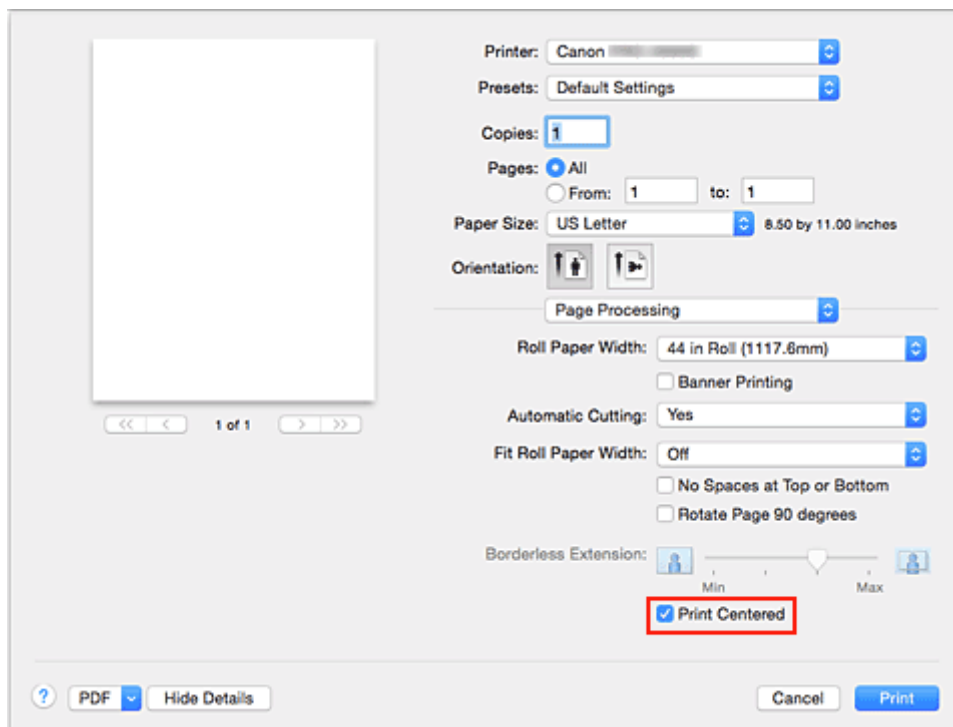 Printer: Canon
Presets: Default Settings
Copies: 1
Pages: All
From: 1 to: 1
Paper Size: US Letter 8.50 by 11.00 inches
Orientation:
Page Processing
Roll Paper Width: 44 in Roll (1117.6mm)
Banner Printing
<< < 1 of 1 > >>
Automatic Cutting: Yes
Fit Roll Paper Width: Off
No Spaces at Top or Bottom
Rotate Page 90 degrees
Borderless Extension:
Min Max
Print Centered
? PDF Hide Details Cancel Print